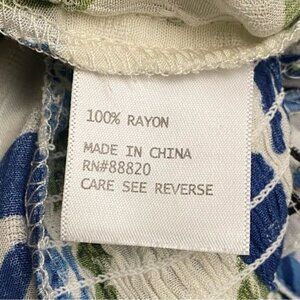 100% RAYON
MADE IN CHINA
RN#88820
CARE SEE REVERSE